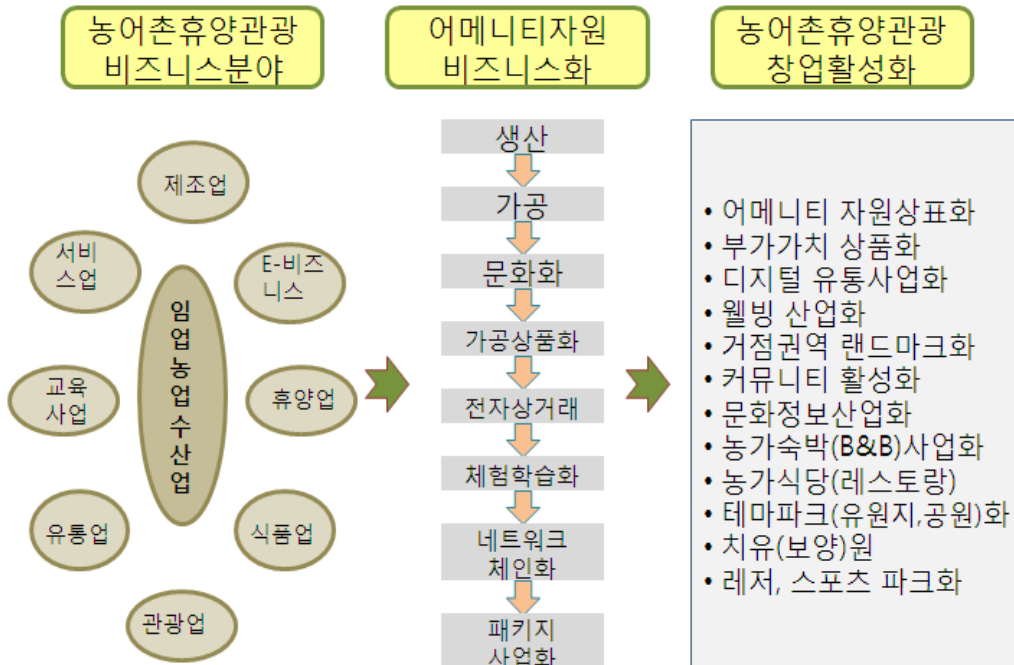 농어촌휴양관광
비즈니스분야
어메니티자원
비즈니스화
농어촌휴양관광
창업활성화
제조업
서비
스업
E-비즈
니스
임
업
농
업
수
산
업
교육
사업
휴양업
유통업
식품업
관광업
생산
가공
문화화
가공상품화
전자상거래
체험학습화
네트워크
체인화
패키지
사업화
• 어메니티 자원상표화
• 부가가치 상품화
• 디지털 유통사업화
• 웰빙 산업화
• 거점권역 랜드마크화
• 커뮤니티 활성화
• 문화정보산업화
• 농가숙박(B&B)사업화
• 농가식당(레스토랑)
• 테마파크(유원지,공원)화
• 치유(보양)원
• 레저, 스포츠 파크화